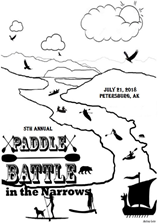 JULY 21, 2018
PETERSBURG, AK
5TH ANNUAL
PADDLE
BATTLE
in the Narrows